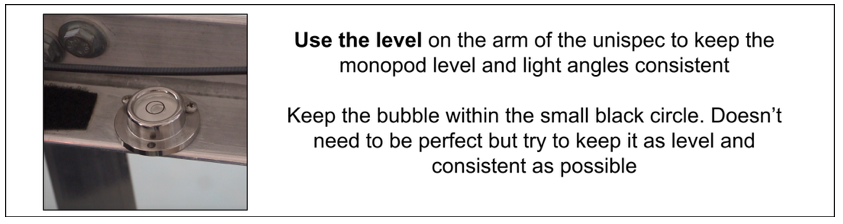 Use the level on the arm of the unispec to keep the
monopod level and light angles consistent
Keep the bubble within the small black circle. Doesn't
need to be perfect but try to keep it as level and
consistent as possible